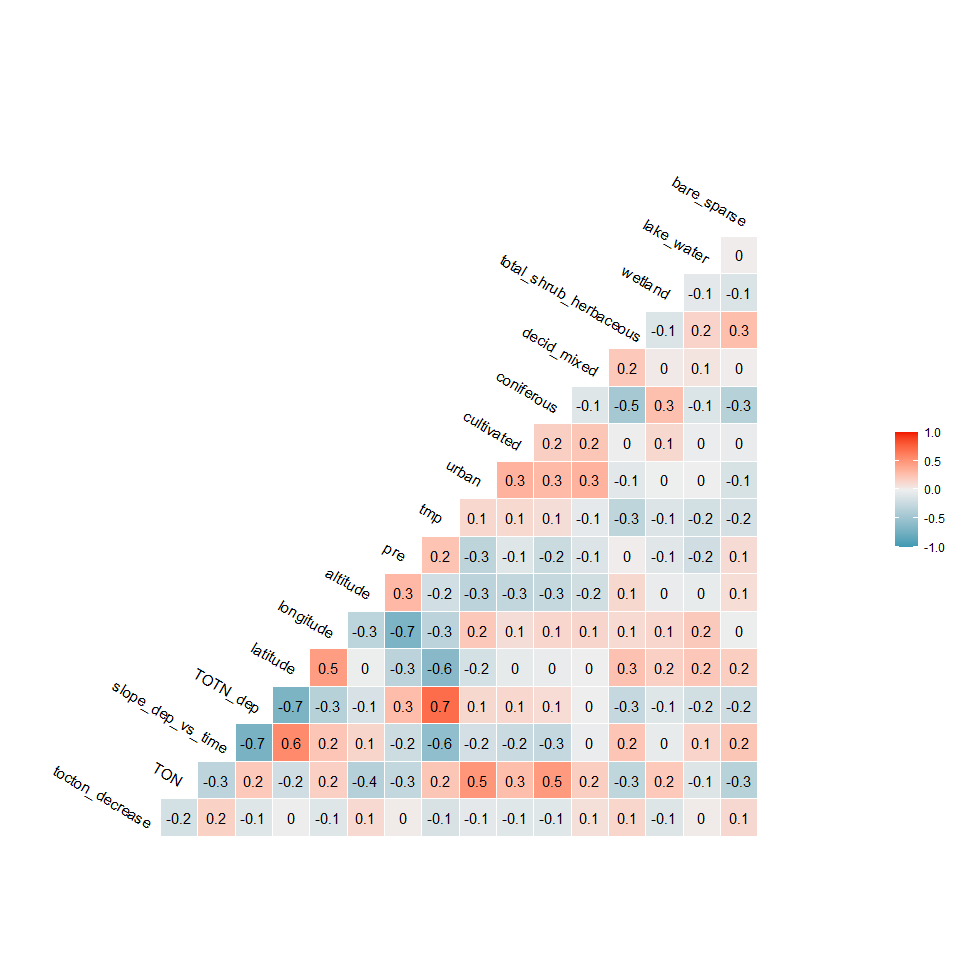 bare_sparse
lake_water
0
wetland
-0.1 -0.1
total_shrub_herbaceous
-0.1 0.2 0.3
decid_mixed
0.2 0 0.1 0
coniferous
-0.1 -0.5 0.3 -0.1 -0.3
cultivated
0.2 0.2 0 0.1 0 0
urban
0.3 0.3 0.3 -0.1 0 0 -0.1
tmp
0.1 0.1 0.1 -0.1 -0.3 -0.1 -0.2 -0.2
pre
0.2 -0.3 -0.1 -0.2 -0.1 0 -0.1 -0.2 0.1
altitude
0.3 -0.2 -0.3 -0.3 -0.3 -0.2 0.1 0 0 0.1
longitude
-0.3 -0.7 -0.3 0.2 0.1 0.1 0.1 0.1 0.1 0.2 0
latitude
0.5 0 -0.3 -0.6 -0.2 0 0 0 0.3 0.2 0.2 0.2
TOTN_dep
-0.7 -0.3 -0.1 0.3 0.7 0.1 0.1 0.1 0 -0.3 -0.1 -0.2 -0.2
slope_dep_vs_time
-0.7 0.6 0.2 0.1 -0.2 -0.6 -0.2 -0.2 -0.3 0 0.2 0 0.1 0.2
TON
-0.3 0.2 -0.2 0.2 -0.4 -0.3 0.2 0.5 0.3 0.5 0.2 -0.3 0.2 -0.1 -0.3
tocton_decrease
-0.2 0.2 -0.1 0 -0.1 0.1 0 -0.1 -0.1 -0.1 -0.1 0.1 0.1 -0.1 0 0.1
1.0
0.5
0.0
-0.5
-1.0